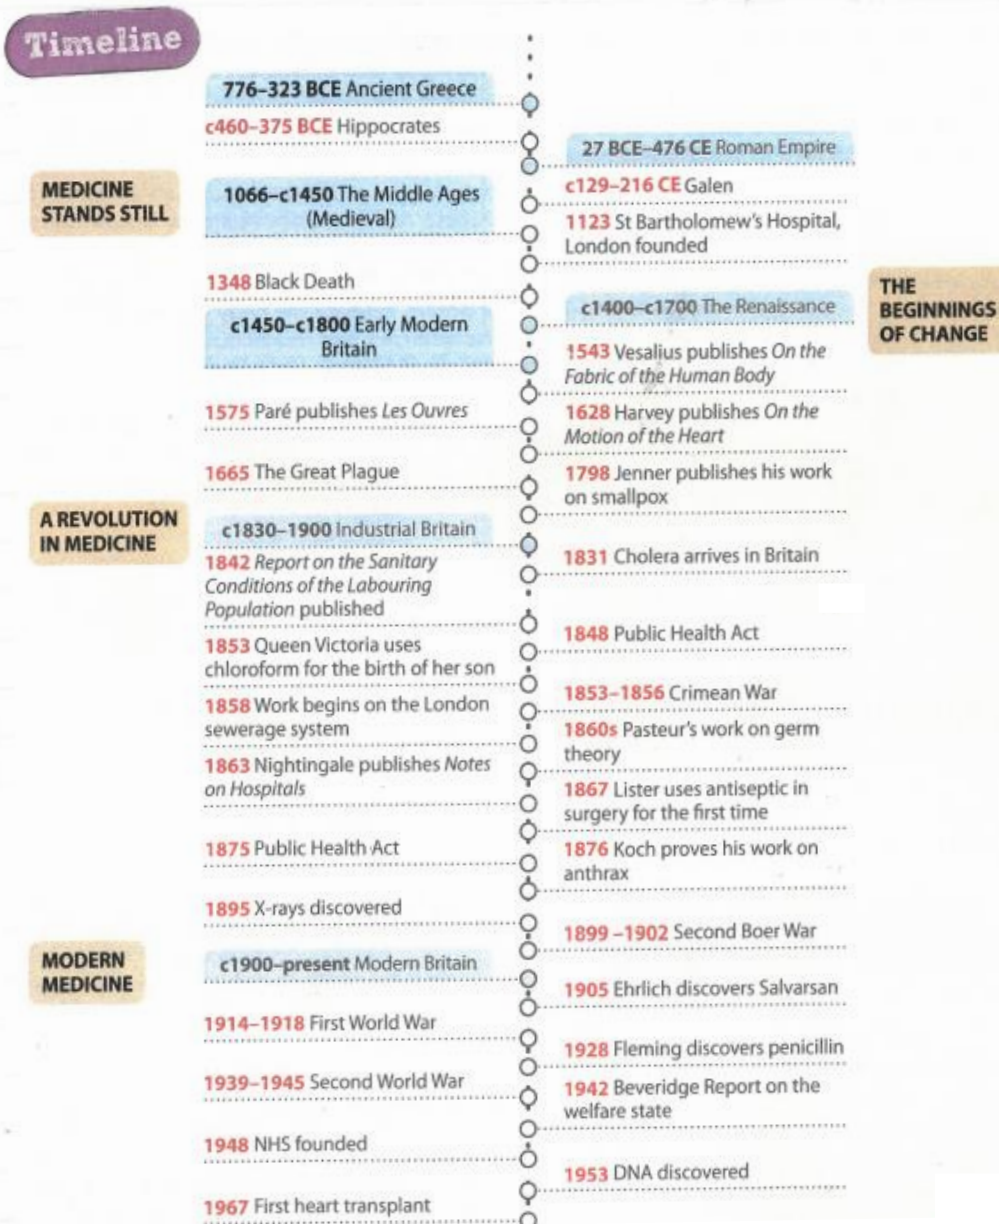 Timeline
776–323 BCE Ancient Greece
c460–375 BCE Hippocrates
27 BCE–476 CE Roman Empire
MEDICINE
STANDS STILL
1066–c1450 The Middle Ages
(Medieval)
c129–216 CE Galen
1123 St Bartholomew's Hospital,
London founded
1348 Black Death
THE
BEGINNINGS
OF CHANGE
c1400–c1700 The Renaissance
c1450–c1800 Early Modern
Britain
1543 Vesalius publishes On the
Fabric of the Human Body
1575 Paré publishes Les Ouvres
1628 Harvey publishes On the
Motion of the Heart
1665 The Great Plague
1798 Jenner publishes his work
on smallpox
A REVOLUTION
IN MEDICINE
c1830–1900 Industrial Britain
1831 Cholera arrives in Britain
1842 Report on the Sanitary
Conditions of the Labouring
Population published
1848 Public Health Act
1853 Queen Victoria uses
chloroform for the birth of her son
1853–1856 Crimean War
1858 Work begins on the London
sewerage system
1860s Pasteur's work on germ
theory
1863 Nightingale publishes Notes
on Hospitals
1867 Lister uses antiseptic in
surgery for the first time
1875 Public Health Act
1876 Koch proves his work on
anthrax
1895 X-rays discovered
1899 –1902 Second Boer War
MODERN
MEDICINE
c1900–present Modern Britain
1905 Ehrlich discovers Salvarsan
1914–1918 First World War
1928 Fleming discovers penicillin
1939–1945 Second World War
1942 Beveridge Report on the
welfare state
1948 NHS founded
1953 DNA discovered
1967 First heart transplant